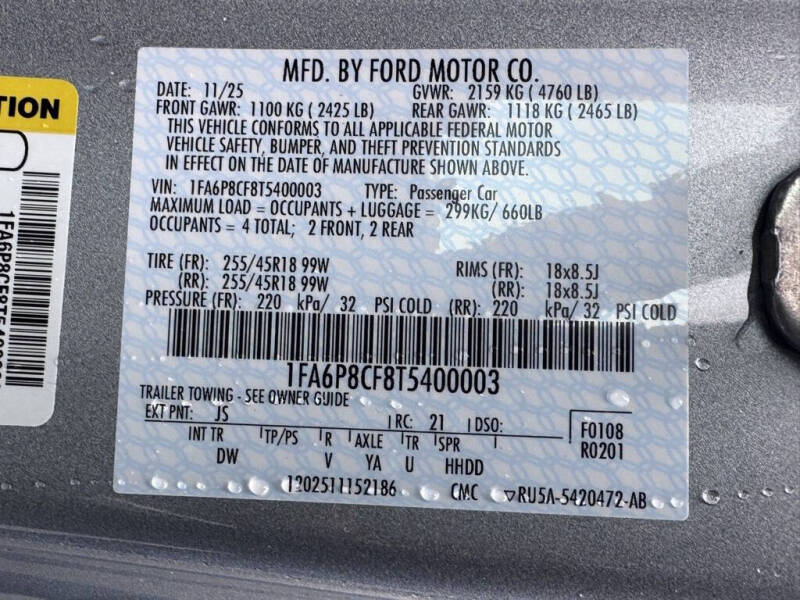 MFD. BY FORD MOTOR CO.
DATE: 11/25 GVWR: 2159 KG ( 4760 LB)
FRONT GAWR: 1100 KG ( 2425 LB) REAR GAWR: 1118 KG ( 2465 LB)
THIS VEHICLE CONFORMS TO ALL APPLICABLE FEDERAL MOTOR
VEHICLE SAFETY, BUMPER, AND THEFT PREVENTION STANDARDS
IN EFFECT ON THE DATE OF MANUFACTURE SHOWN ABOVE.
VIN: 1FA6P8CF8T5400003 TYPE: Passenger Car
MAXIMUM LOAD = OCCUPANTS + LUGGAGE = 299KG/ 660LB
OCCUPANTS = 4 TOTAL; 2 FRONT, 2 REAR
TIRE (FR): 255/45R18 99W RIMS (FR): 18x8.5J
(RR): 255/45R18 99W (RR): 18x8.5J
PRESSURE (FR): 220 kPa/ 32 PSI COLD (RR): 220 kPa/ 32 PSI COLD
1FA6P8CF8T5400003
TRAILER TOWING - SEE OWNER GUIDE
EXT PNT: JS RC: 21 DSO: F0108
R0201
INT TR TP/PS R AXLE TR SPR
DW V YA U HHDD
1202511152186 CMC RU5A-5420472-AB
TION